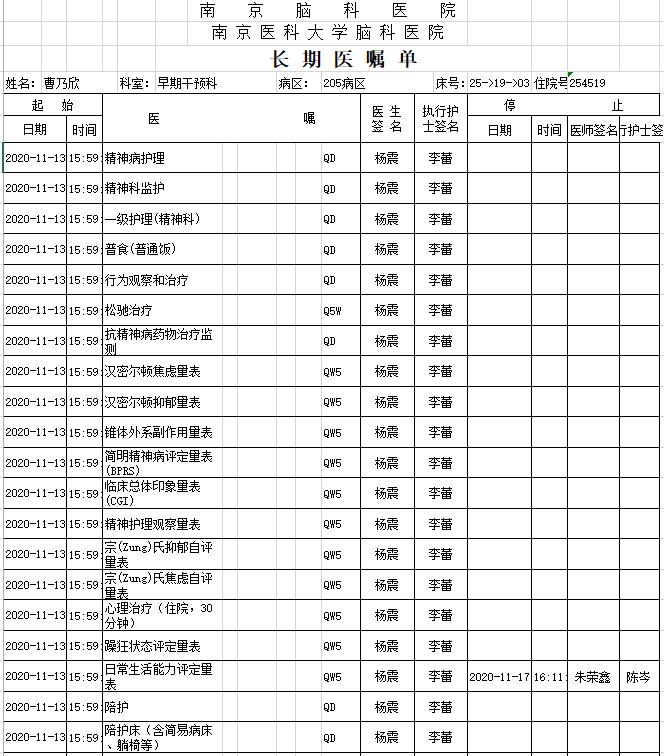 南 京 脑 科 医 院
南京医科大学脑科医院
长 期 医 嘱 单
姓名: 曹乃欣 科室: 早期干预科 病区: 205病区 床号: 25->19->03 住院号 254519
起 始 医 嘱 医 生 签 名 执行护士签名 停 止
日期 时间 日期 时间 医师签名 行护士签
2020-11-13 15:59: 精神病护理 QD 杨震 李蕾
2020-11-13 15:59: 精神科监护 QD 杨震 李蕾
2020-11-13 15:59: 一级护理(精神科) QD 杨震 李蕾
2020-11-13 15:59: 普食(普通饭) QD 杨震 李蕾
2020-11-13 15:59: 行为观察和治疗 QD 杨震 李蕾
2020-11-13 15:59: 松驰治疗 Q5W 杨震 李蕾
2020-11-13 15:59: 抗精神病药物治疗监测 QD 杨震 李蕾
2020-11-13 15:59: 汉密尔顿焦虑量表 QW5 杨震 李蕾
2020-11-13 15:59: 汉密尔顿抑郁量表 QW5 杨震 李蕾
2020-11-13 15:59: 锥体外系副作用量表 QW5 杨震 李蕾
2020-11-13 15:59: 简明精神病评定量表(BPRS) QW5 杨震 李蕾
2020-11-13 15:59: 临床总体印象量表(CGI) QW5 杨震 李蕾
2020-11-13 15:59: 精神护理观察量表 QW5 杨震 李蕾
2020-11-13 15:59: 宗(Zung)氏抑郁自评量表 QW5 杨震 李蕾
2020-11-13 15:59: 宗(Zung)氏焦虑自评量表 QW5 杨震 李蕾
2020-11-13 15:59: 心理治疗（住院，30分钟） QW5 杨震 李蕾
2020-11-13 15:59: 躁狂状态评定量表 QW5 杨震 李蕾
2020-11-13 15:59: 日常生活能力评定量表 QW5 杨震 李蕾 2020-11-17 16:11: 朱荣鑫 陈岑
2020-11-13 15:59: 陪护 QD 杨震 李蕾
2020-11-13 15:59: 陪护床（含简易病床、躺椅等） QD 杨震 李蕾